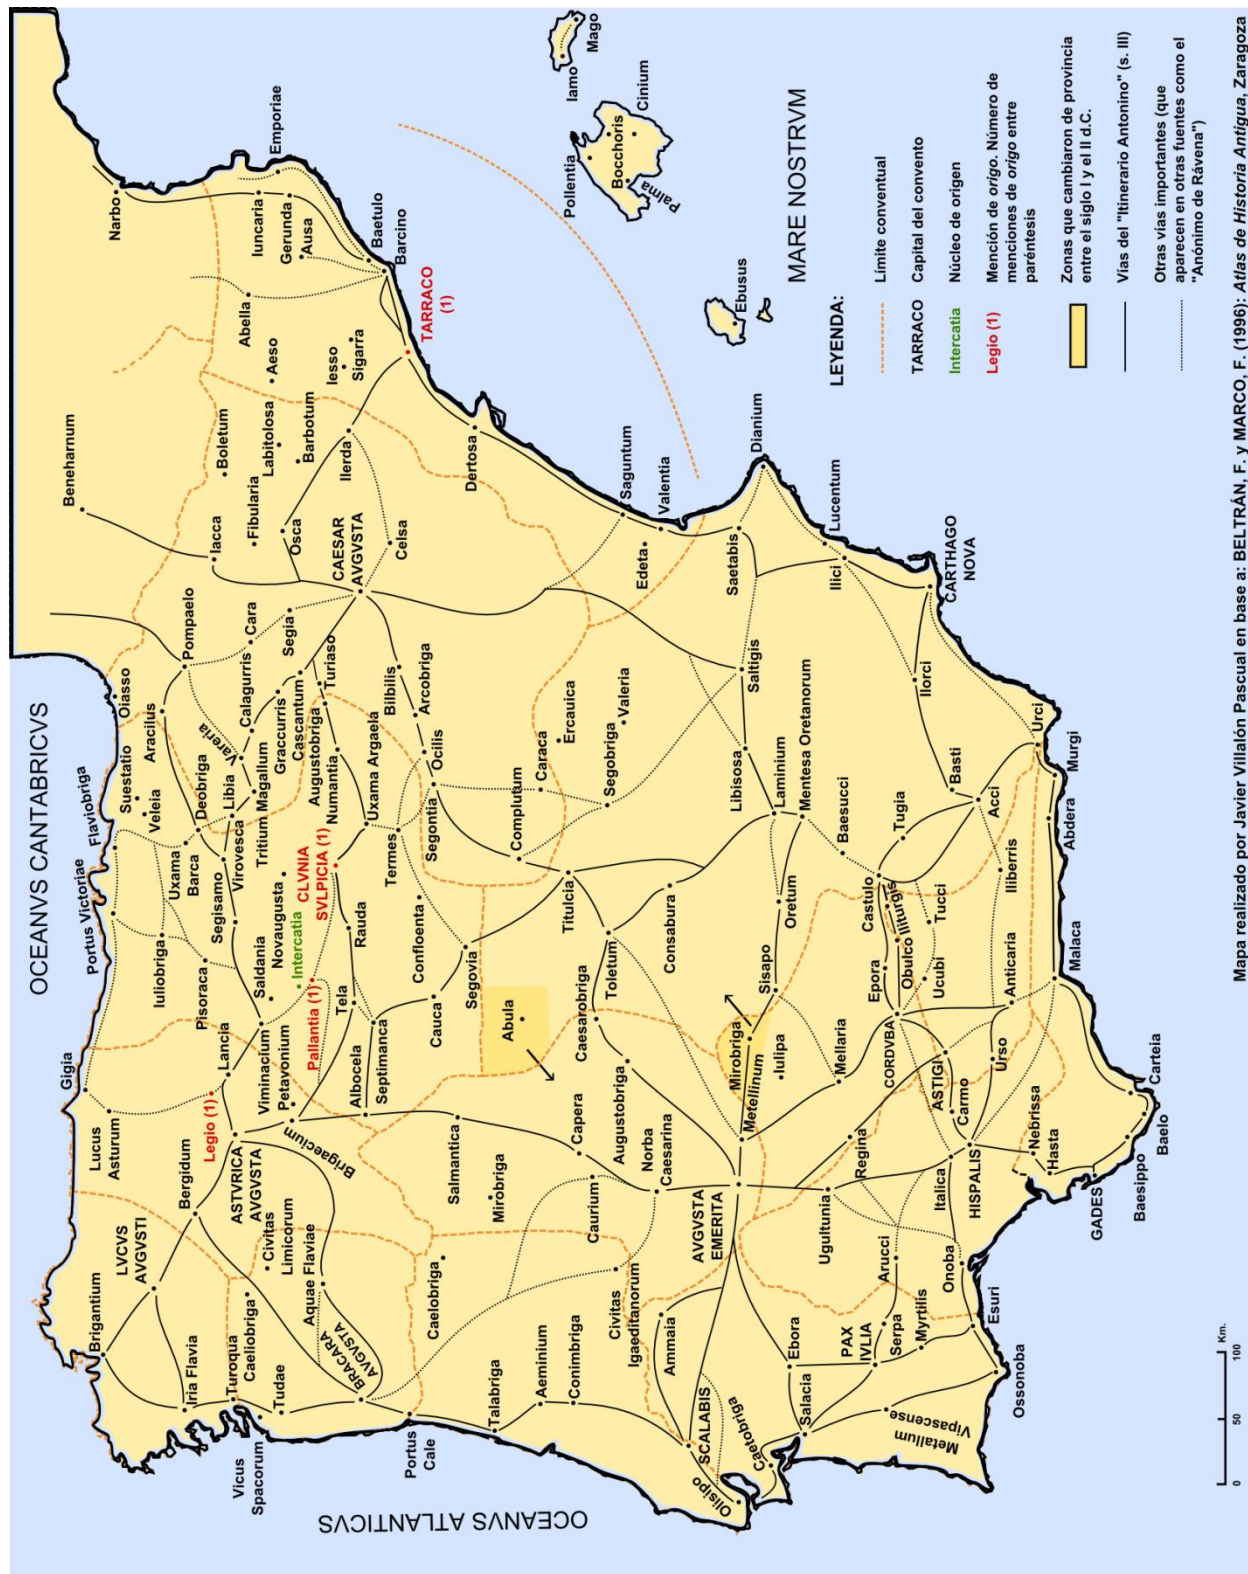 OCEANVS CANTABRICVS
OCEANVS ATLANTICVS
MARE NOSTRVM
Brigantium
LVCVS
AVGVSTI
Iria Flavia
Turoqua
Caeliobriga
Vicus
Spacorum
Tudae
Civitas
Limicorum
Aquae Flaviae
BRACARA
AVGVSTA
Bergidum
Lucus
Asturum
Gigia
Legio (1)
Lancia
ASTVRICA
AVGVSTA
Petavonium
Viminacium
Brigaecium
Portus Victoriae
Flaviobriga
Iuliobriga
Pisoraca
Saldania
Novaugusta
Intercatia
Pallantia (1)
Tela
Rauda
CLVNIA
SVLPICIA (1)
Segisamo
Virovesca
Uxama
Barca
Deobriga
Suestatio
Veleia
Oiasso
Aracilus
Pompaelo
Vareria
Libia
Tritium Magallum
Calagurris
Graccurris
Cascantum
Cara
Segia
Turiaso
Augustobriga
Numantia
Uxama Argaela
Termes
Segontia
Ocilis
Arcobriga
Bilbilis
CAESAR
AVGVSTA
Celsa
Osca
Iacca
Fibularia
Beneharnum
Boletum
Labitolosa
Barbotum
Ilerda
Aeso
Abella
Iesso
Sigarra
Narbo
Iuncaria
Gerunda
Ausa
Emporiae
Baetulo
Barcino
TARRACO
(1)
Dertosa
Albocela
Septimanca
Cauca
Confloenta
Segovia
Abula
Portus
Cale
Caelobriga
Talabriga
Aeminium
Conimbriga
Salmantica
Mirobriga
Capera
Caurium
Civitas
Igaeditanorum
Norba
Caesarina
Augustobriga
Caesarobriga
Toletum
Titulcia
Complutum
Caraca
Ercauica
Segobriga
Valeria
Consabura
Saguntum
Valentia
Edeta
Saetabis
Dianium
Lucentum
Ilici
CARTHAGO
NOVA
Saltigis
Libisosa
Laminium
Mentesa Oretanorum
Oretum
Sisapo
Mirobriga
Iulipa
Metellinum
AVGVSTA
EMERITA
Ammaia
SCALABIS
Olisipo
Caetobriga
Salacia
Ebora
PAX
IVLIA
Serpa
Myrtilis
Arucci
Metallum
Vipascense
Ossonoba
Esuri
Onoba
Ugultunia
Regina
Mellaria
CORDVBA
Epora
Obulco
Iliturgis
Castulo
Baesucci
Tugia
Tucci
Ucubi
Basti
Acci
Ilorci
Urci
Murgi
Abdera
Iliberris
Anticaria
Malaca
ASTIGI
Carmo
Urso
Italica
HISPALIS
Nebrissa
Hasta
GADES
Baesippo
Baelo
Carteia
Iamo
Mago
Pollentia
Bocchoris
Cinium
Palma
Ebusus
LEYENDA:
Límite conventual
TARRACO Capital del convento
Intercatia Núcleo de origen
Legio (1) Mención de origo. Número de
menciones de origo entre
paréntesis
Zonas que cambiaron de provincia
entre el siglo I y el II d.C.
Vías del "Itinerario Antonino" (s. III)
Otras vías importantes (que
aparecen en otras fuentes como el
"Anónimo de Rávena")
0 50 100 Km.
Mapa realizado por Javier Villalón Pascual en base a: BELTRÁN, F. y MARCO, F. (1996): Atlas de Historia Antigua, Zaragoza